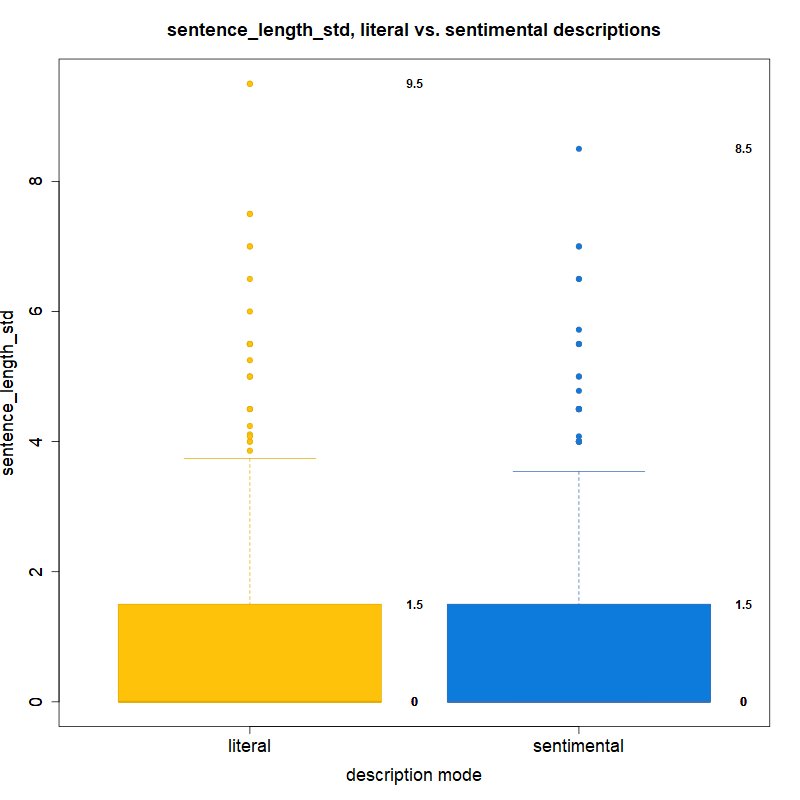 sentence_length_std, literal vs. sentimental descriptions
9.5
8.5
8
6
4
2
0
sentence_length_std
1.5
1.5
0
0
literal
sentimental
description mode